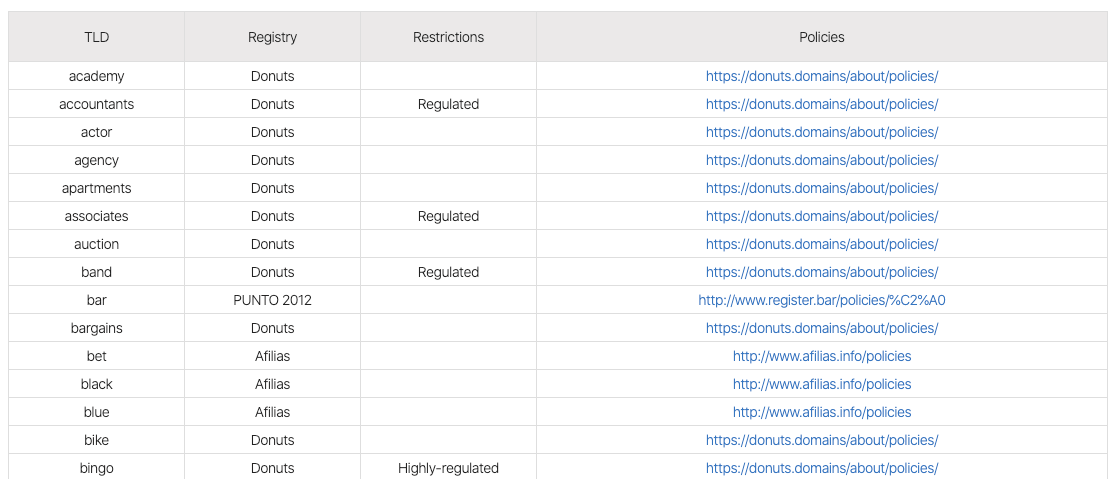 TLD Registry Restrictions Policies
academy Donuts https://donuts.domains/about/policies/
accountants Donuts Regulated https://donuts.domains/about/policies/
actor Donuts https://donuts.domains/about/policies/
agency Donuts https://donuts.domains/about/policies/
apartments Donuts https://donuts.domains/about/policies/
associates Donuts Regulated https://donuts.domains/about/policies/
auction Donuts https://donuts.domains/about/policies/
band Donuts Regulated https://donuts.domains/about/policies/
bar PUNTO 2012 http://www.register.bar/policies/%C2%A0
bargains Donuts https://donuts.domains/about/policies/
bet Afilias http://www.afilias.info/policies
black Afilias http://www.afilias.info/policies
blue Afilias http://www.afilias.info/policies
bike Donuts https://donuts.domains/about/policies/
bingo Donuts Highly-regulated https://donuts.domains/about/policies/